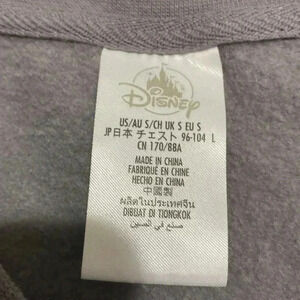 Disney
US/AU S/CH UK S EU S
JP日本 チェスト 96-104 L
CN 170/88A
MADE IN CHINA
FABRIQUÉ EN CHINE
HECHO EN CHINA
中國製
ผลิตในประเทศจีน
DIBUAT DI TIONGKOK
صنع في الصين